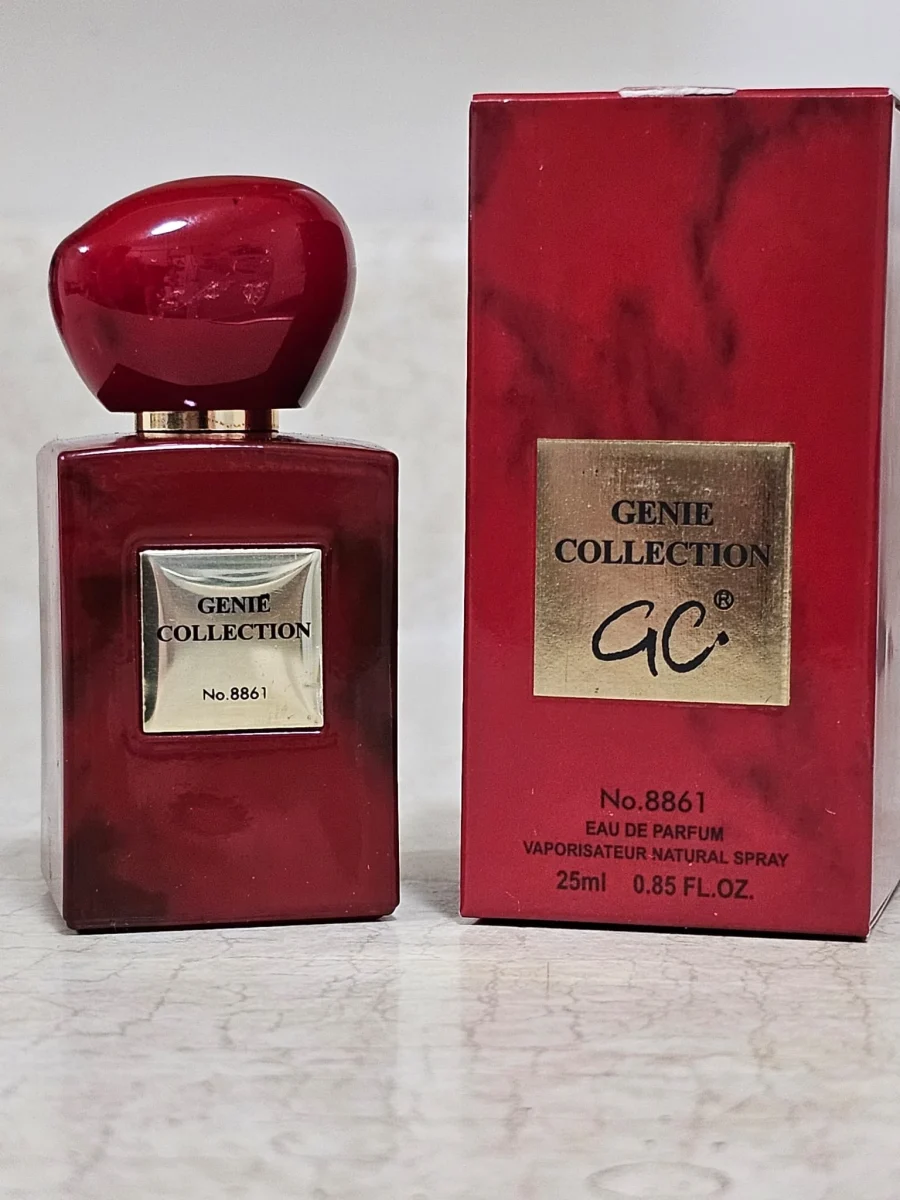 GENIE
COLLECTION
No.8861
GENIE
COLLECTION
GC®
No.8861
EAU DE PARFUM
VAPORISATEUR NATURAL SPRAY
25ml 0.85 FL.OZ.